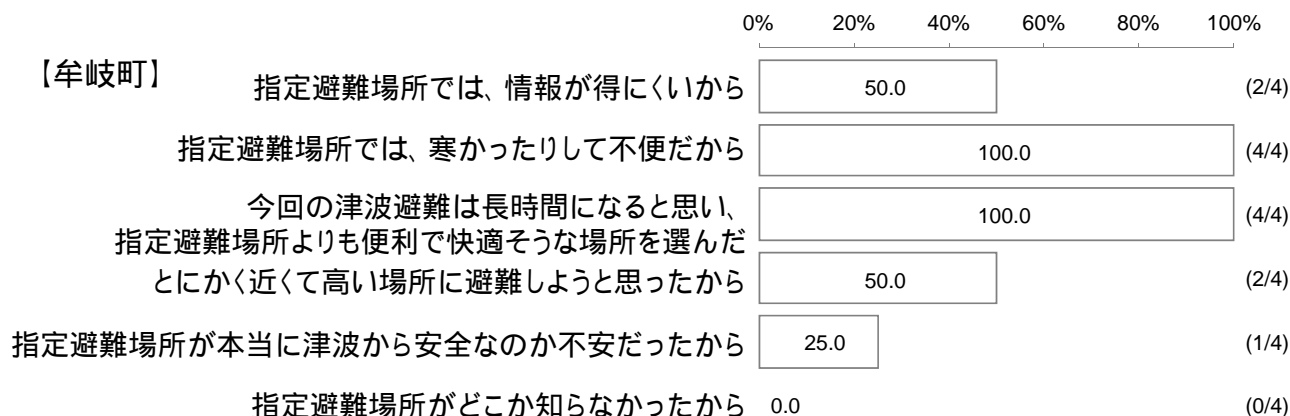 0% 20% 40% 60% 80% 100%
【牟岐町】
指定避難場所では、情報が得にくいから 50.0 (2/4)
指定避難場所では、寒かったりして不便だから 100.0 (4/4)
今回の津波避難は長時間になると思い、
指定避難場所よりも便利で快適そうな場所を選んだ 100.0 (4/4)
とにかく近くて高い場所に避難しようと思ったから 50.0 (2/4)
指定避難場所が本当に津波から安全なのか不安だったから 25.0 (1/4)
指定避難場所がどこか知らなかったから 0.0 (0/4)